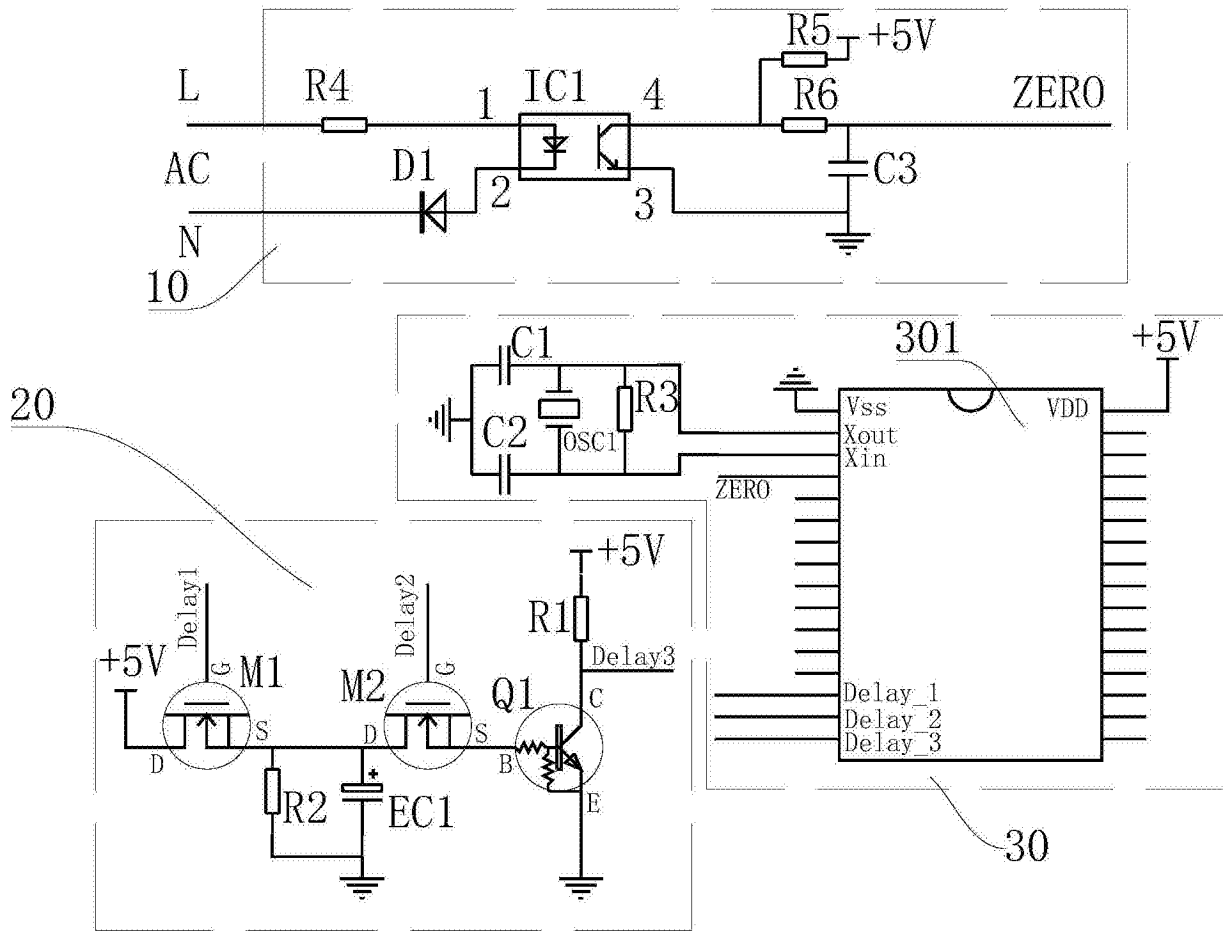 R5 +5V
L R4 1 IC1 4 R6 ZERO
AC D1 2 3 C3
N
10
C1 301 +5V
20 R3 Vss VDD
C2 OSC1 Xout
Xin
ZERO
+5V
Delay1 Delay2 R1
+5V G M1 M2 G Delay3
Q1 C Delay_1
S D S Delay_2
D B Delay_3
R2 + EC1 E
30